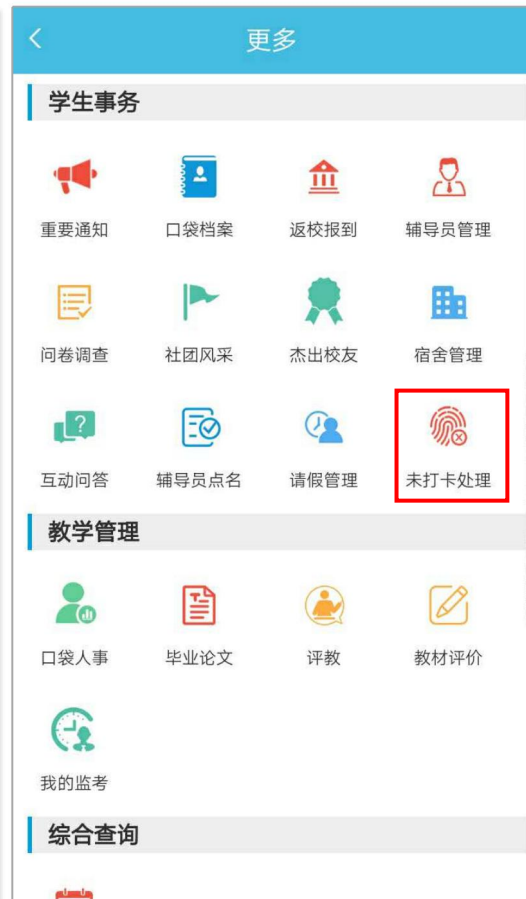 更多
学生事务
重要通知 口袋档案 返校报到 辅导员管理
问卷调查 社团风采 杰出校友 宿舍管理
?
互动问答 辅导员点名 请假管理 未打卡处理
教学管理
口袋人事 毕业论文 评教 教材评价
我的监考
综合查询